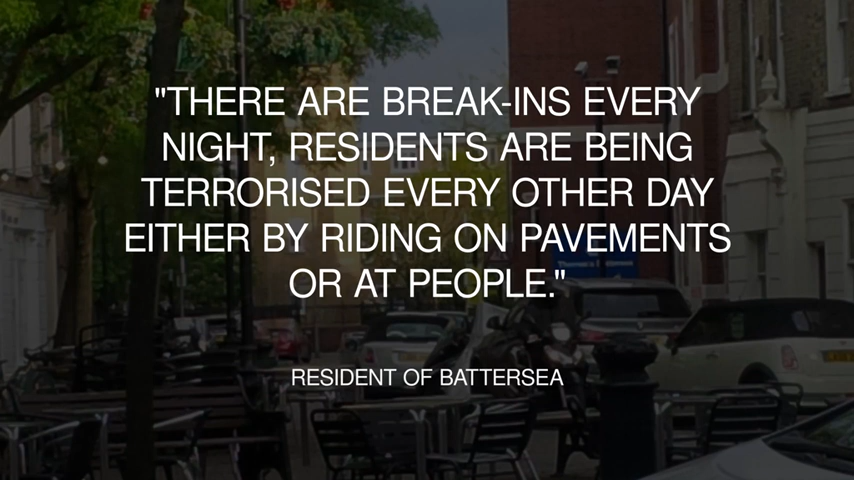 "THERE ARE BREAK-INS EVERY
NIGHT, RESIDENTS ARE BEING
TERRORISED EVERY OTHER DAY
EITHER BY RIDING ON PAVEMENTS
OR AT PEOPLE."
RESIDENT OF BATTERSEA